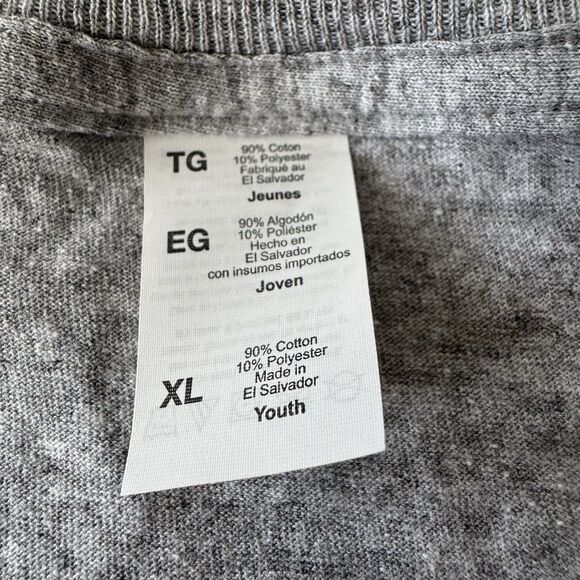 TG
90% Coton
10% Polyester
Fabriqué au
El Salvador
Jeunes
EG
90% Algodón
10% Poliéster
Hecho en
El Salvador
con insumos importados
Joven
XL
90% Cotton
10% Polyester
Made in
El Salvador
Youth